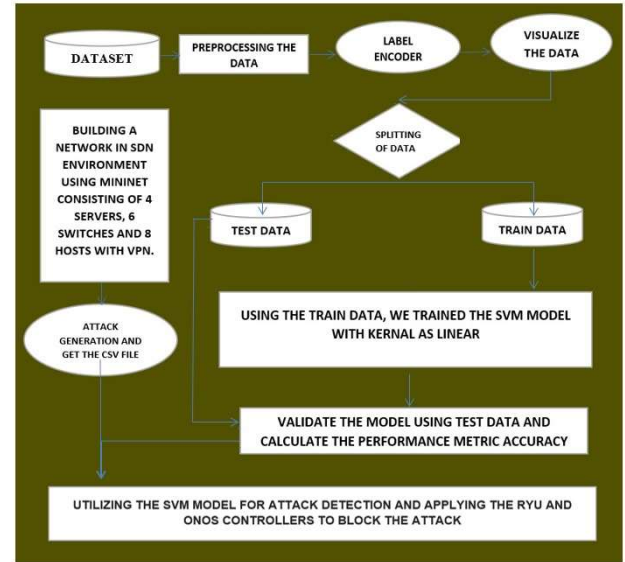 DATASET
PREPROCESSING THE
DATA
LABEL
ENCODER
VISUALIZE
THE DATA
SPLITTING
OF DATA
BUILDING A
NETWORK IN SDN
ENVIRONMENT
USING MININET
CONSISTING OF 4
SERVERS, 6
SWITCHES AND 8
HOSTS WITH VPN.
TEST DATA
TRAIN DATA
USING THE TRAIN DATA, WE TRAINED THE SVM MODEL
WITH KERNAL AS LINEAR
ATTACK
GENERATION AND
GET THE CSV FILE
VALIDATE THE MODEL USING TEST DATA AND
CALCULATE THE PERFORMANCE METRIC ACCURACY
UTILIZING THE SVM MODEL FOR ATTACK DETECTION AND APPLYING THE RYU AND
ONOS CONTROLLERS TO BLOCK THE ATTACK